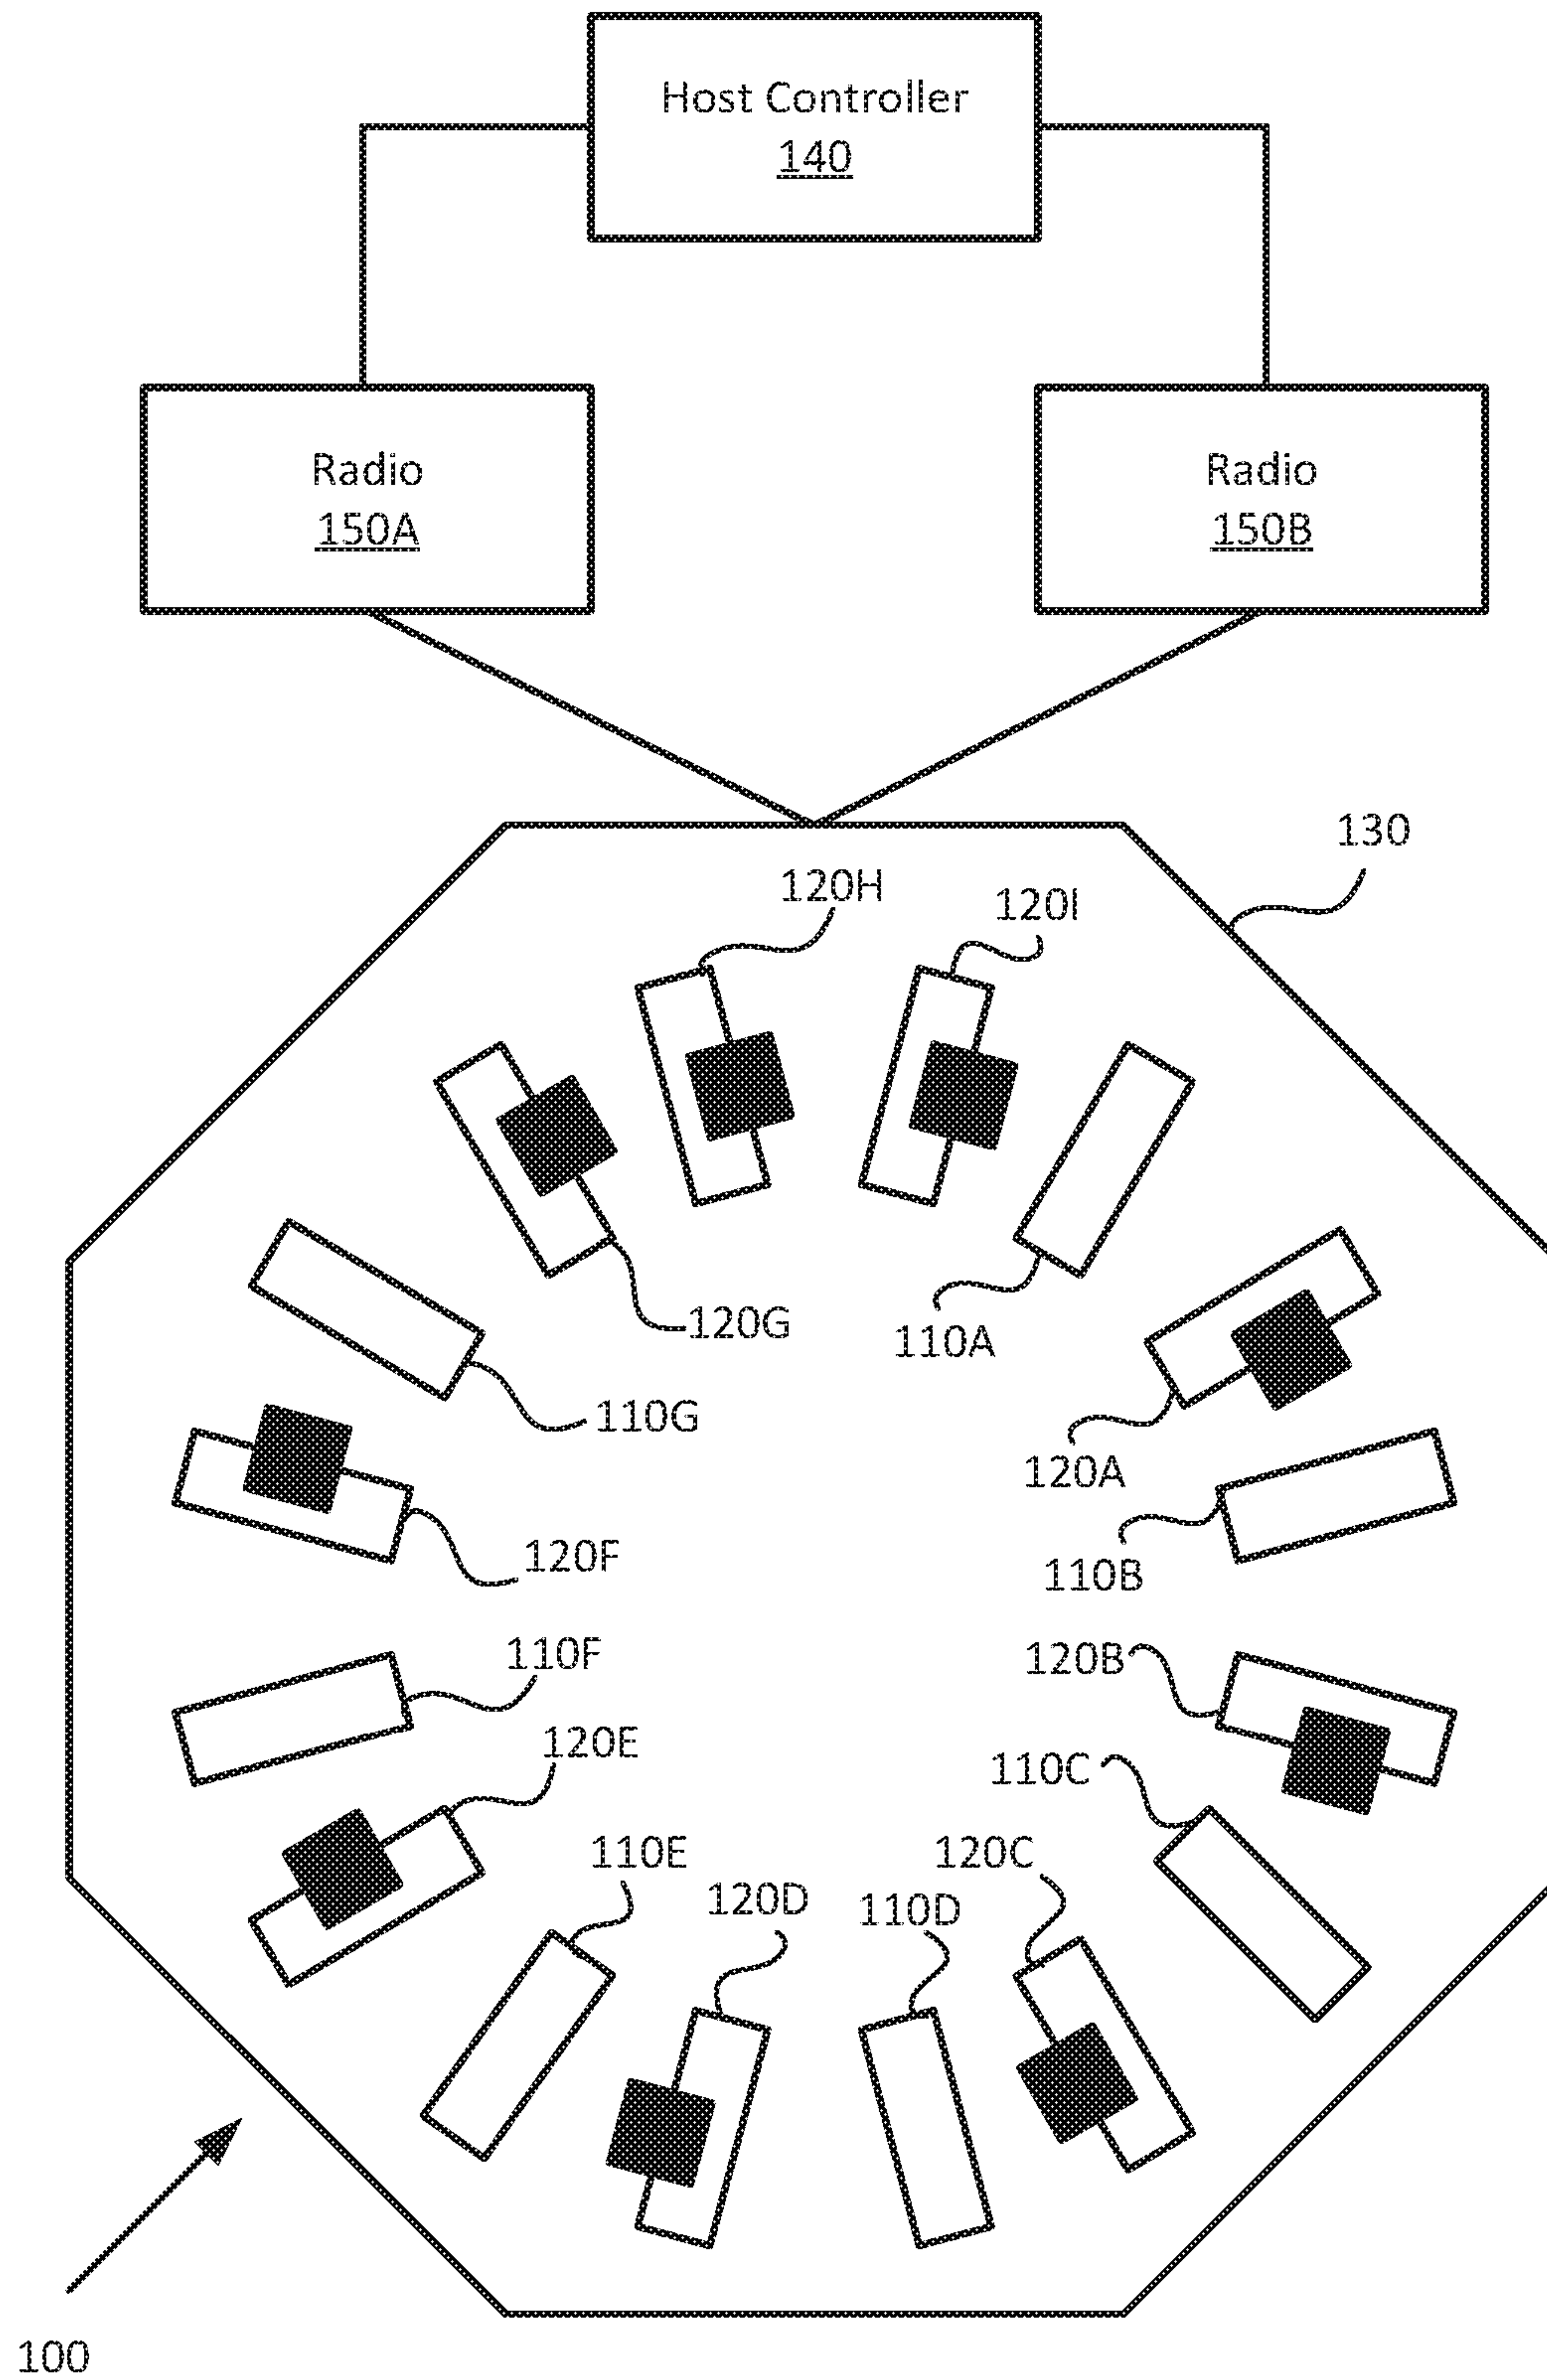 Host Controller
140
Radio
150A
Radio
150B
130
120H
120I
120G
110A
110G
120A
120F
110B
110F
120B
120E
110C
110E
120C
120D
110D
100